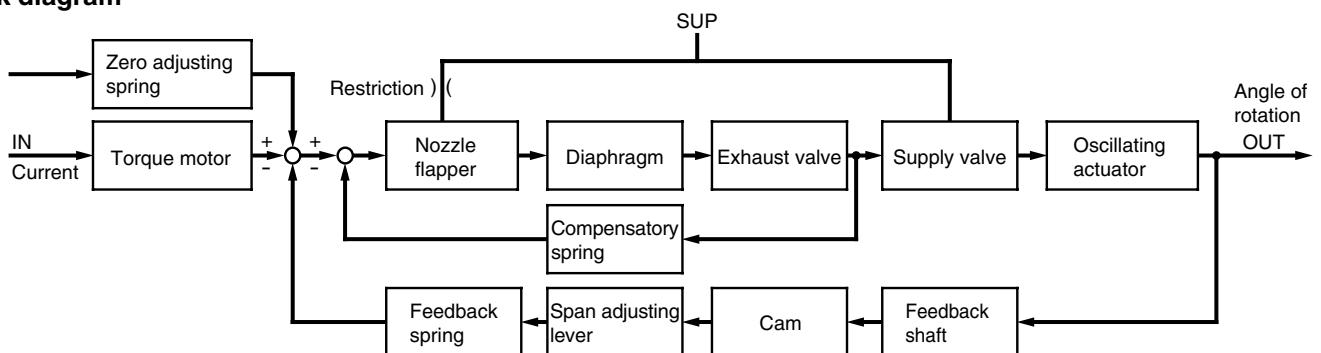 k diagram
SUP
Zero adjusting
spring
Restriction ) (
Angle of
rotation
OUT
IN
Current
Torque motor
+
-
+
-
Nozzle
flapper
Diaphragm
Exhaust valve
Supply valve
Oscillating
actuator
Compensatory
spring
Feedback
spring
Span adjusting
lever
Cam
Feedback
shaft